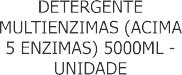 DETERGENTE
MULTIENZIMAS (ACIMA
5 ENZIMAS) 5000ML -
UNIDADE